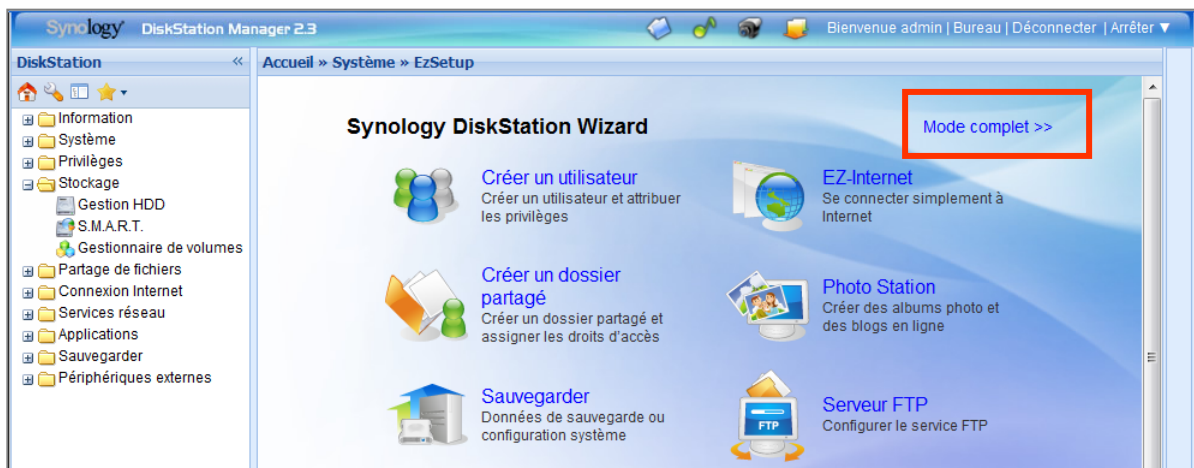 Synology DiskStation Manager 2.3
Bienvenue admin | Bureau | Déconnecter | Arrêter ▼
DiskStation «
Accueil » Système » EzSetup
Information
Système
Privilèges
Stockage
Gestion HDD
S.M.A.R.T.
Gestionnaire de volumes
Partage de fichiers
Connexion Internet
Services réseau
Applications
Sauvegarder
Périphériques externes
Synology DiskStation Wizard
Mode complet >>
Créer un utilisateur
Créer un utilisateur et attribuer
les privilèges
EZ-Internet
Se connecter simplement à
Internet
Créer un dossier
partagé
Créer un dossier partagé et
assigner les droits d'accès
Photo Station
Créer des albums photo et
des blogs en ligne
Sauvegarder
Données de sauvegarde ou
configuration système
FTP
Serveur FTP
Configurer le service FTP